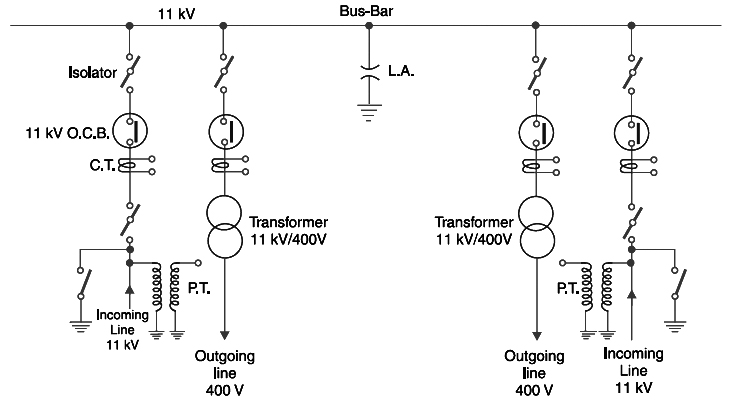 11 kV
Bus-Bar
Isolator
L.A.
11 kV O.C.B.
C.T.
Transformer
11 kV/400V
Transformer
11 kV/400V
P.T.
P.T.
Incoming
Line
11 kV
Outgoing
line
400 V
Outgoing
line
400 V
Incoming
Line
11 kV